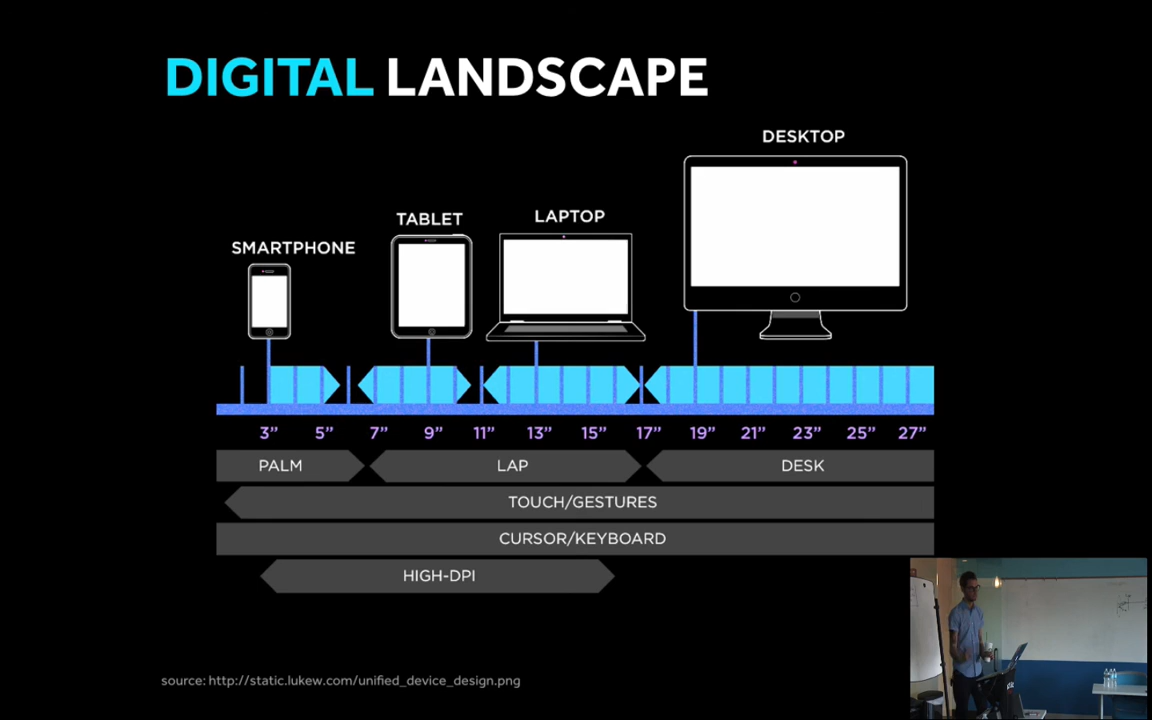 DIGITAL LANDSCAPE
DESKTOP
LAPTOP
TABLET
SMARTPHONE
3” 5” 7” 9” 11” 13” 15” 17” 19” 21” 23” 25” 27”
PALM LAP DESK
TOUCH/GESTURES
CURSOR/KEYBOARD
HIGH-DPI
source: http://static.lukew.com/unified_device_design.png